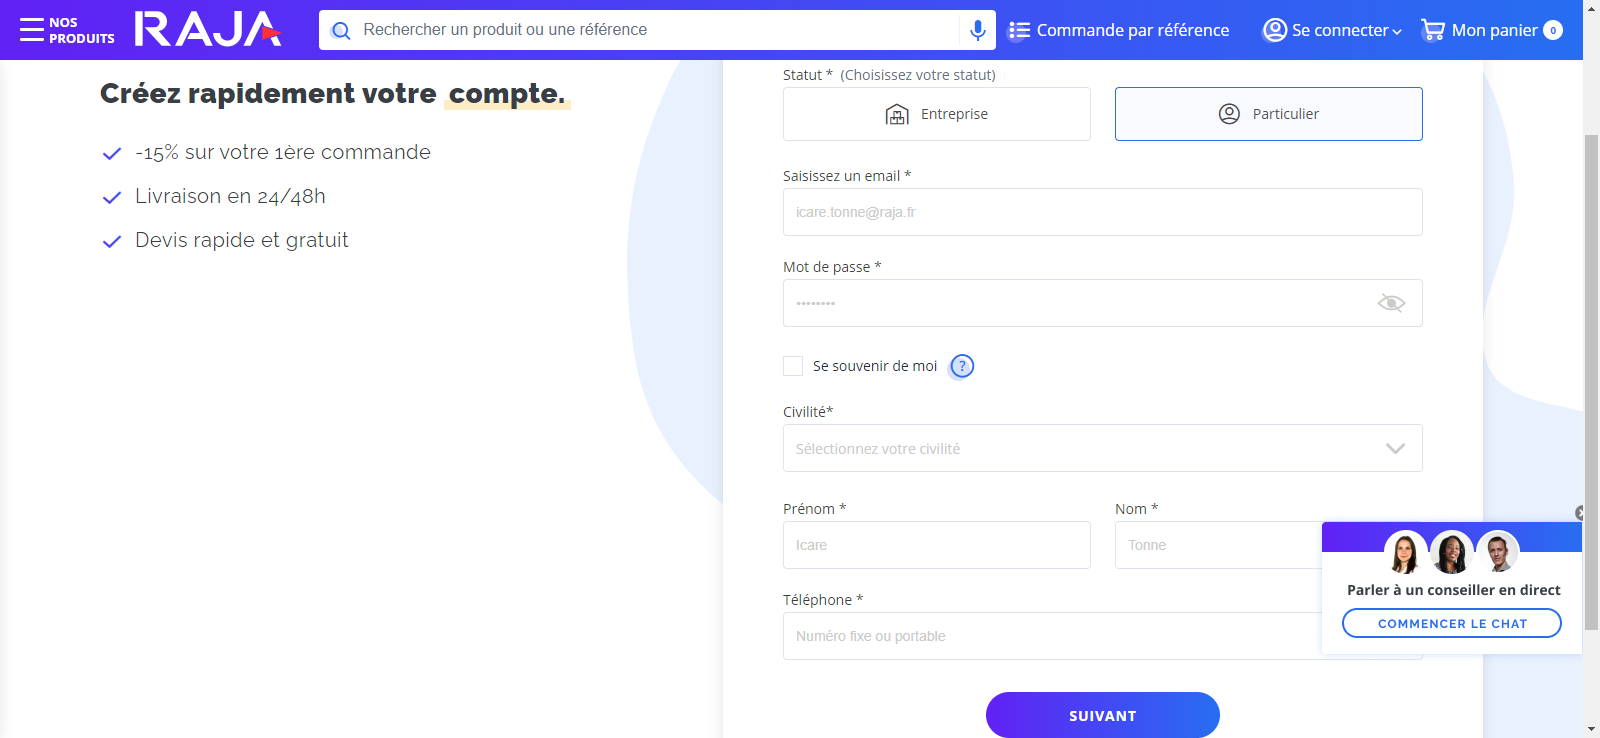 NOS
PRODUITS
RAJA
Rechercher un produit ou une référence
Commande par référence
Se connecter
Mon panier
0
Créez rapidement votre compte.
-15% sur votre 1ère commande
Livraison en 24/48h
Devis rapide et gratuit
Statut * (Choisissez votre statut)
Entreprise
Particulier
Saisissez un email *
icare.tonne@raja.fr
Mot de passe *
••••••••
Se souvenir de moi ?
Civilité*
Sélectionnez votre civilité
Prénom *
Nom *
Icare
Tonne
Téléphone *
Numéro fixe ou portable
Parler à un conseiller en direct
COMMENCER LE CHAT
SUIVANT